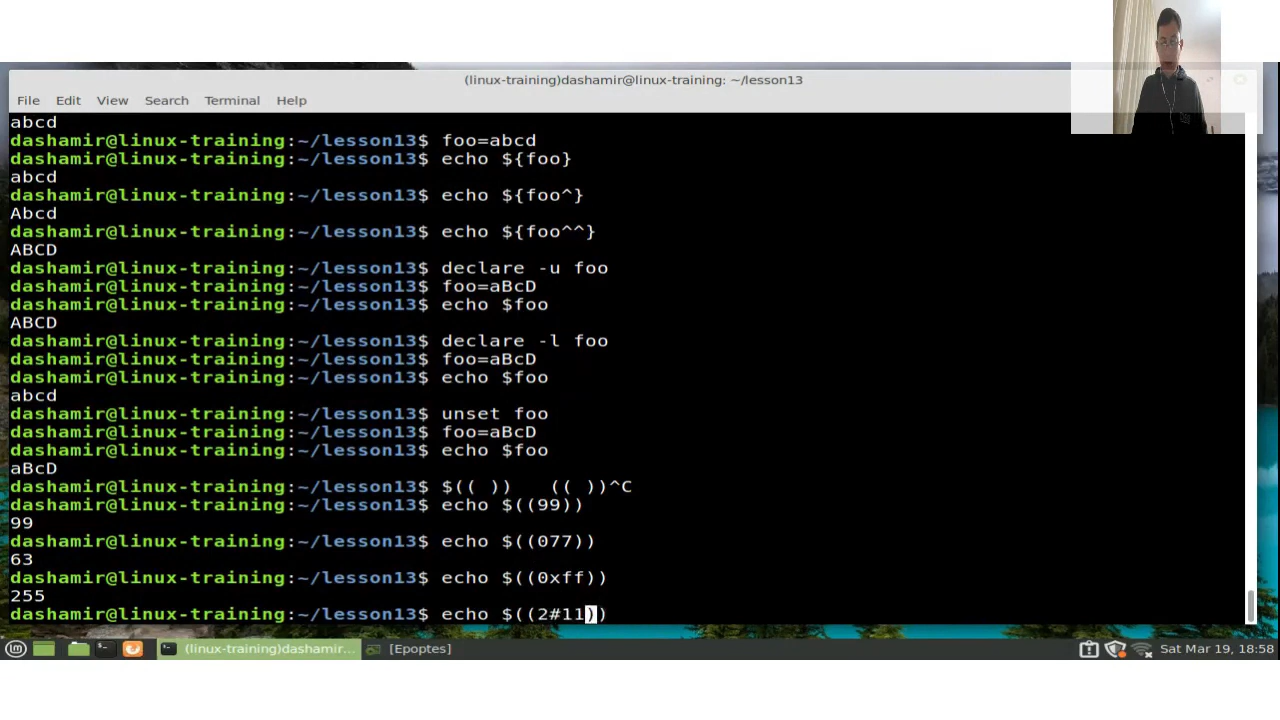 (linux-training)dashamir@linux-training: ~/lesson13
File Edit View Search Terminal Help
abcd
dashamir@linux-training:~/lesson13$ foo=abcd
dashamir@linux-training:~/lesson13$ echo ${foo}
abcd
dashamir@linux-training:~/lesson13$ echo ${foo^}
Abcd
dashamir@linux-training:~/lesson13$ echo ${foo^^}
ABCD
dashamir@linux-training:~/lesson13$ declare -u foo
dashamir@linux-training:~/lesson13$ foo=aBcD
dashamir@linux-training:~/lesson13$ echo $foo
ABCD
dashamir@linux-training:~/lesson13$ declare -l foo
dashamir@linux-training:~/lesson13$ foo=aBcD
dashamir@linux-training:~/lesson13$ echo $foo
abcd
dashamir@linux-training:~/lesson13$ unset foo
dashamir@linux-training:~/lesson13$ foo=aBcD
dashamir@linux-training:~/lesson13$ echo $foo
aBcD
dashamir@linux-training:~/lesson13$ $(( ))   (( ))^C
dashamir@linux-training:~/lesson13$ echo $((99))
99
dashamir@linux-training:~/lesson13$ echo $((077))
63
dashamir@linux-training:~/lesson13$ echo $((0xff))
255
dashamir@linux-training:~/lesson13$ echo $((2#11))
(linux-training)dashamir... [Epoptes] Sat Mar 19, 18:58